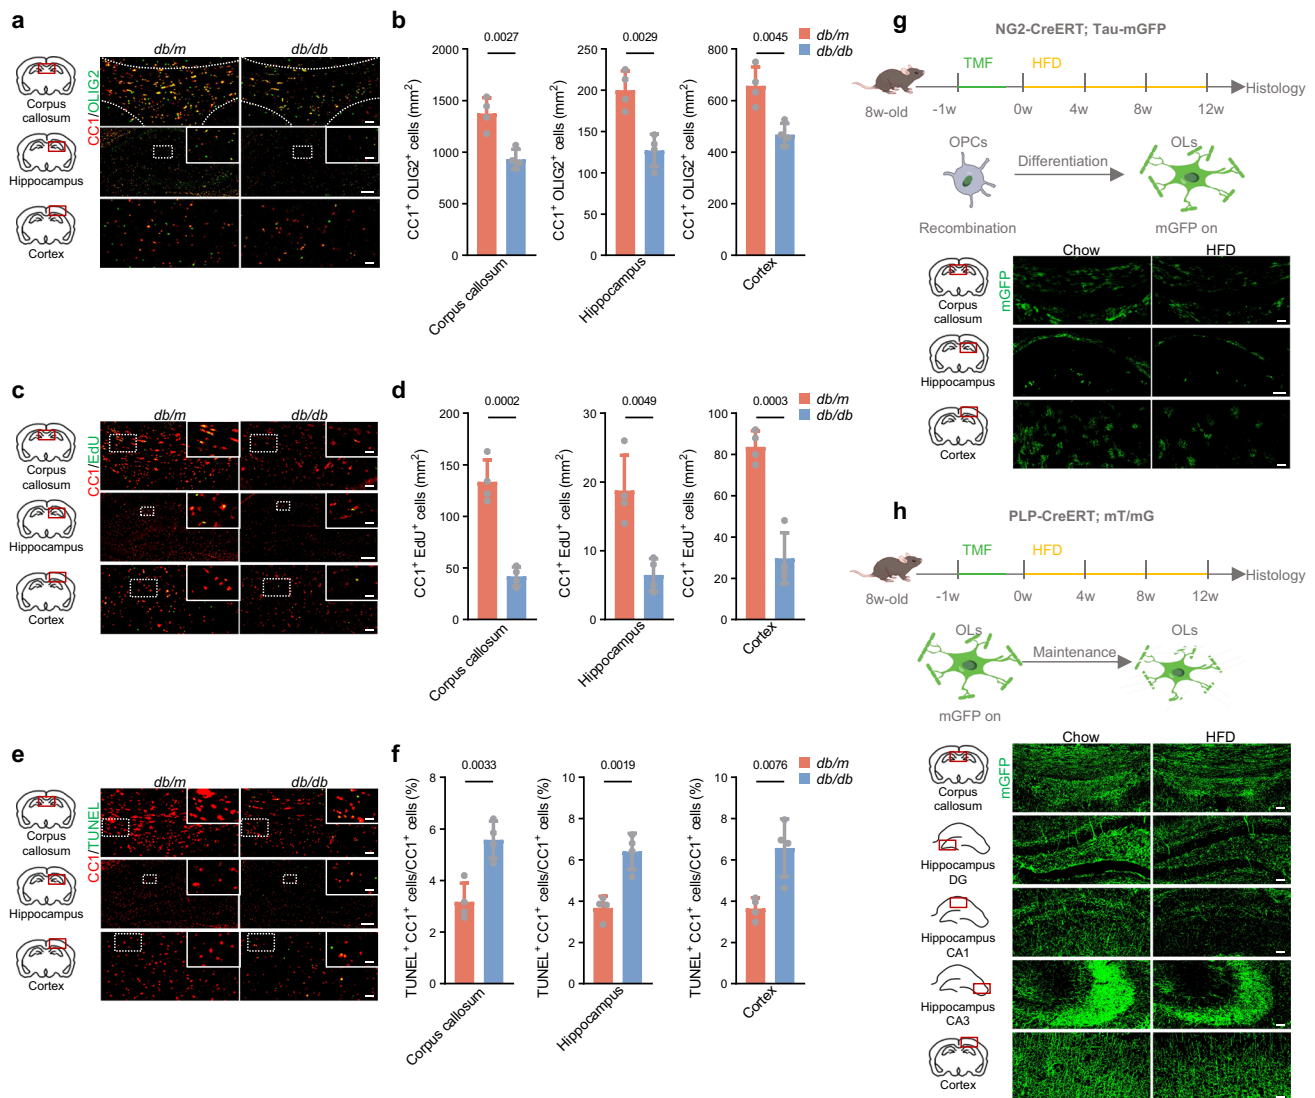 a
db/m
db/db
CC1/OLIG2
Corpus
callosum
Hippocampus
Cortex
b
db/m
db/db
0.0027
CC1+ OLIG2+ cells (mm2)
2000
1500
1000
500
0
Corpus callosum
0.0029
CC1+ OLIG2+ cells (mm2)
250
200
150
100
50
0
Hippocampus
0.0045
CC1+ OLIG2+ cells (mm2)
800
600
400
200
0
Cortex
c
db/m
db/db
CC1/EdU
Corpus
callosum
Hippocampus
Cortex
d
db/m
db/db
0.0002
CC1+ EdU+ cells (mm2)
200
150
100
50
0
Corpus callosum
0.0049
CC1+ EdU+ cells (mm2)
30
20
10
0
Hippocampus
0.0003
CC1+ EdU+ cells (mm2)
100
80
60
40
20
0
Cortex
e
db/m
db/db
CC1/TUNEL
Corpus
callosum
Hippocampus
Cortex
f
db/m
db/db
0.0033
TUNEL+ CC1+ cells/CC1+ cells (%)
8
6
4
2
0
Corpus callosum
0.0019
TUNEL+ CC1+ cells/CC1+ cells (%)
10
8
6
4
2
0
Hippocampus
0.0076
TUNEL+ CC1+ cells/CC1+ cells (%)
10
8
6
4
2
0
Cortex
g
NG2-CreERT; Tau-mGFP
TMF
HFD
Histology
8w-old
-1w
0w
4w
8w
12w
OPCs
Differentiation
OLs
Recombination
mGFP on
Chow
HFD
mGFP
Corpus
callosum
Hippocampus
Cortex
h
PLP-CreERT; mT/mG
TMF
HFD
Histology
8w-old
-1w
0w
4w
8w
12w
OLs
Maintenance
OLs
mGFP on
Chow
HFD
mGFP
Corpus
callosum
Hippocampus
DG
Hippocampus
CA1
Hippocampus
CA3
Cortex